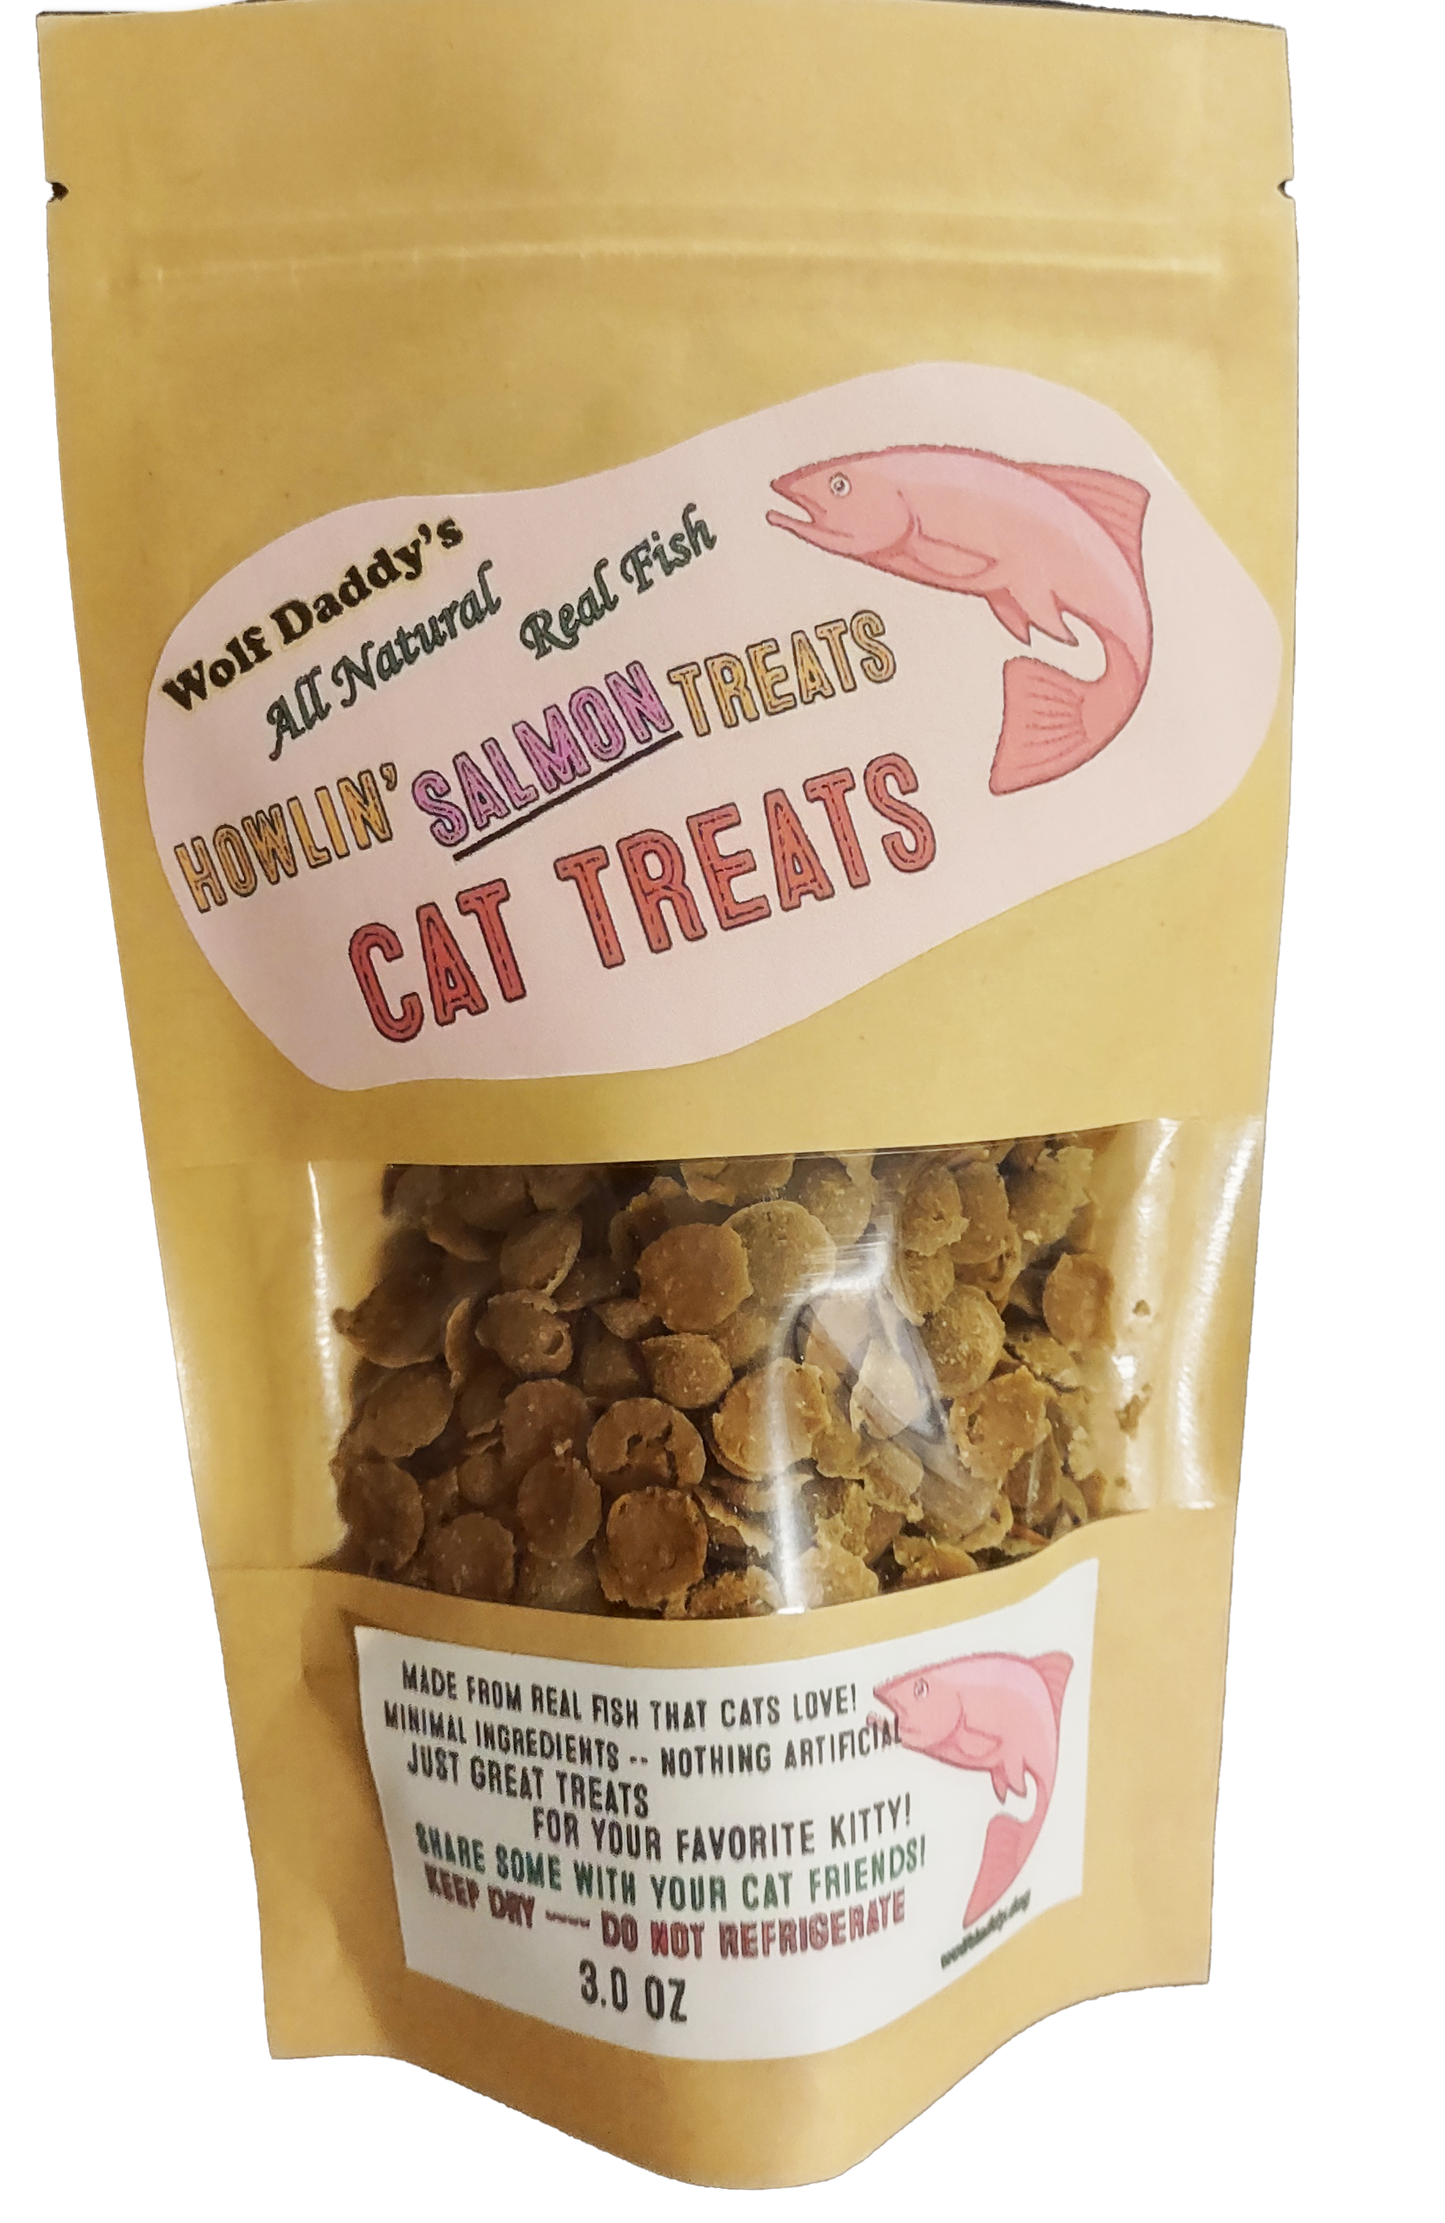 Wolf Daddy's
All Natural Real Fish
HOWLIN' SALMON TREATS
CAT TREATS
MADE FROM REAL FISH THAT CATS LOVE!
MINIMAL INGREDIENTS -- NOTHING ARTIFICIAL
JUST GREAT TREATS
FOR YOUR FAVORITE KITTY!
SHARE SOME WITH YOUR CAT FRIENDS!
KEEP DRY --- DO NOT REFRIGERATE
3.0 OZ
wolfdaddy.dog